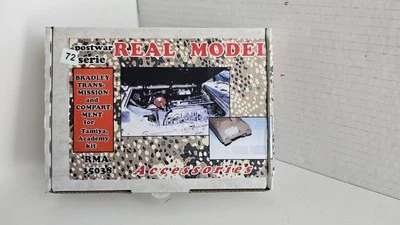 postwar
serie
72
REAL MODEL
BRADLEY
TRANS-
MISSION
and
COMPART-
MENT
for
Tamiya,
Academy
kit
RMA
35038
Accessories